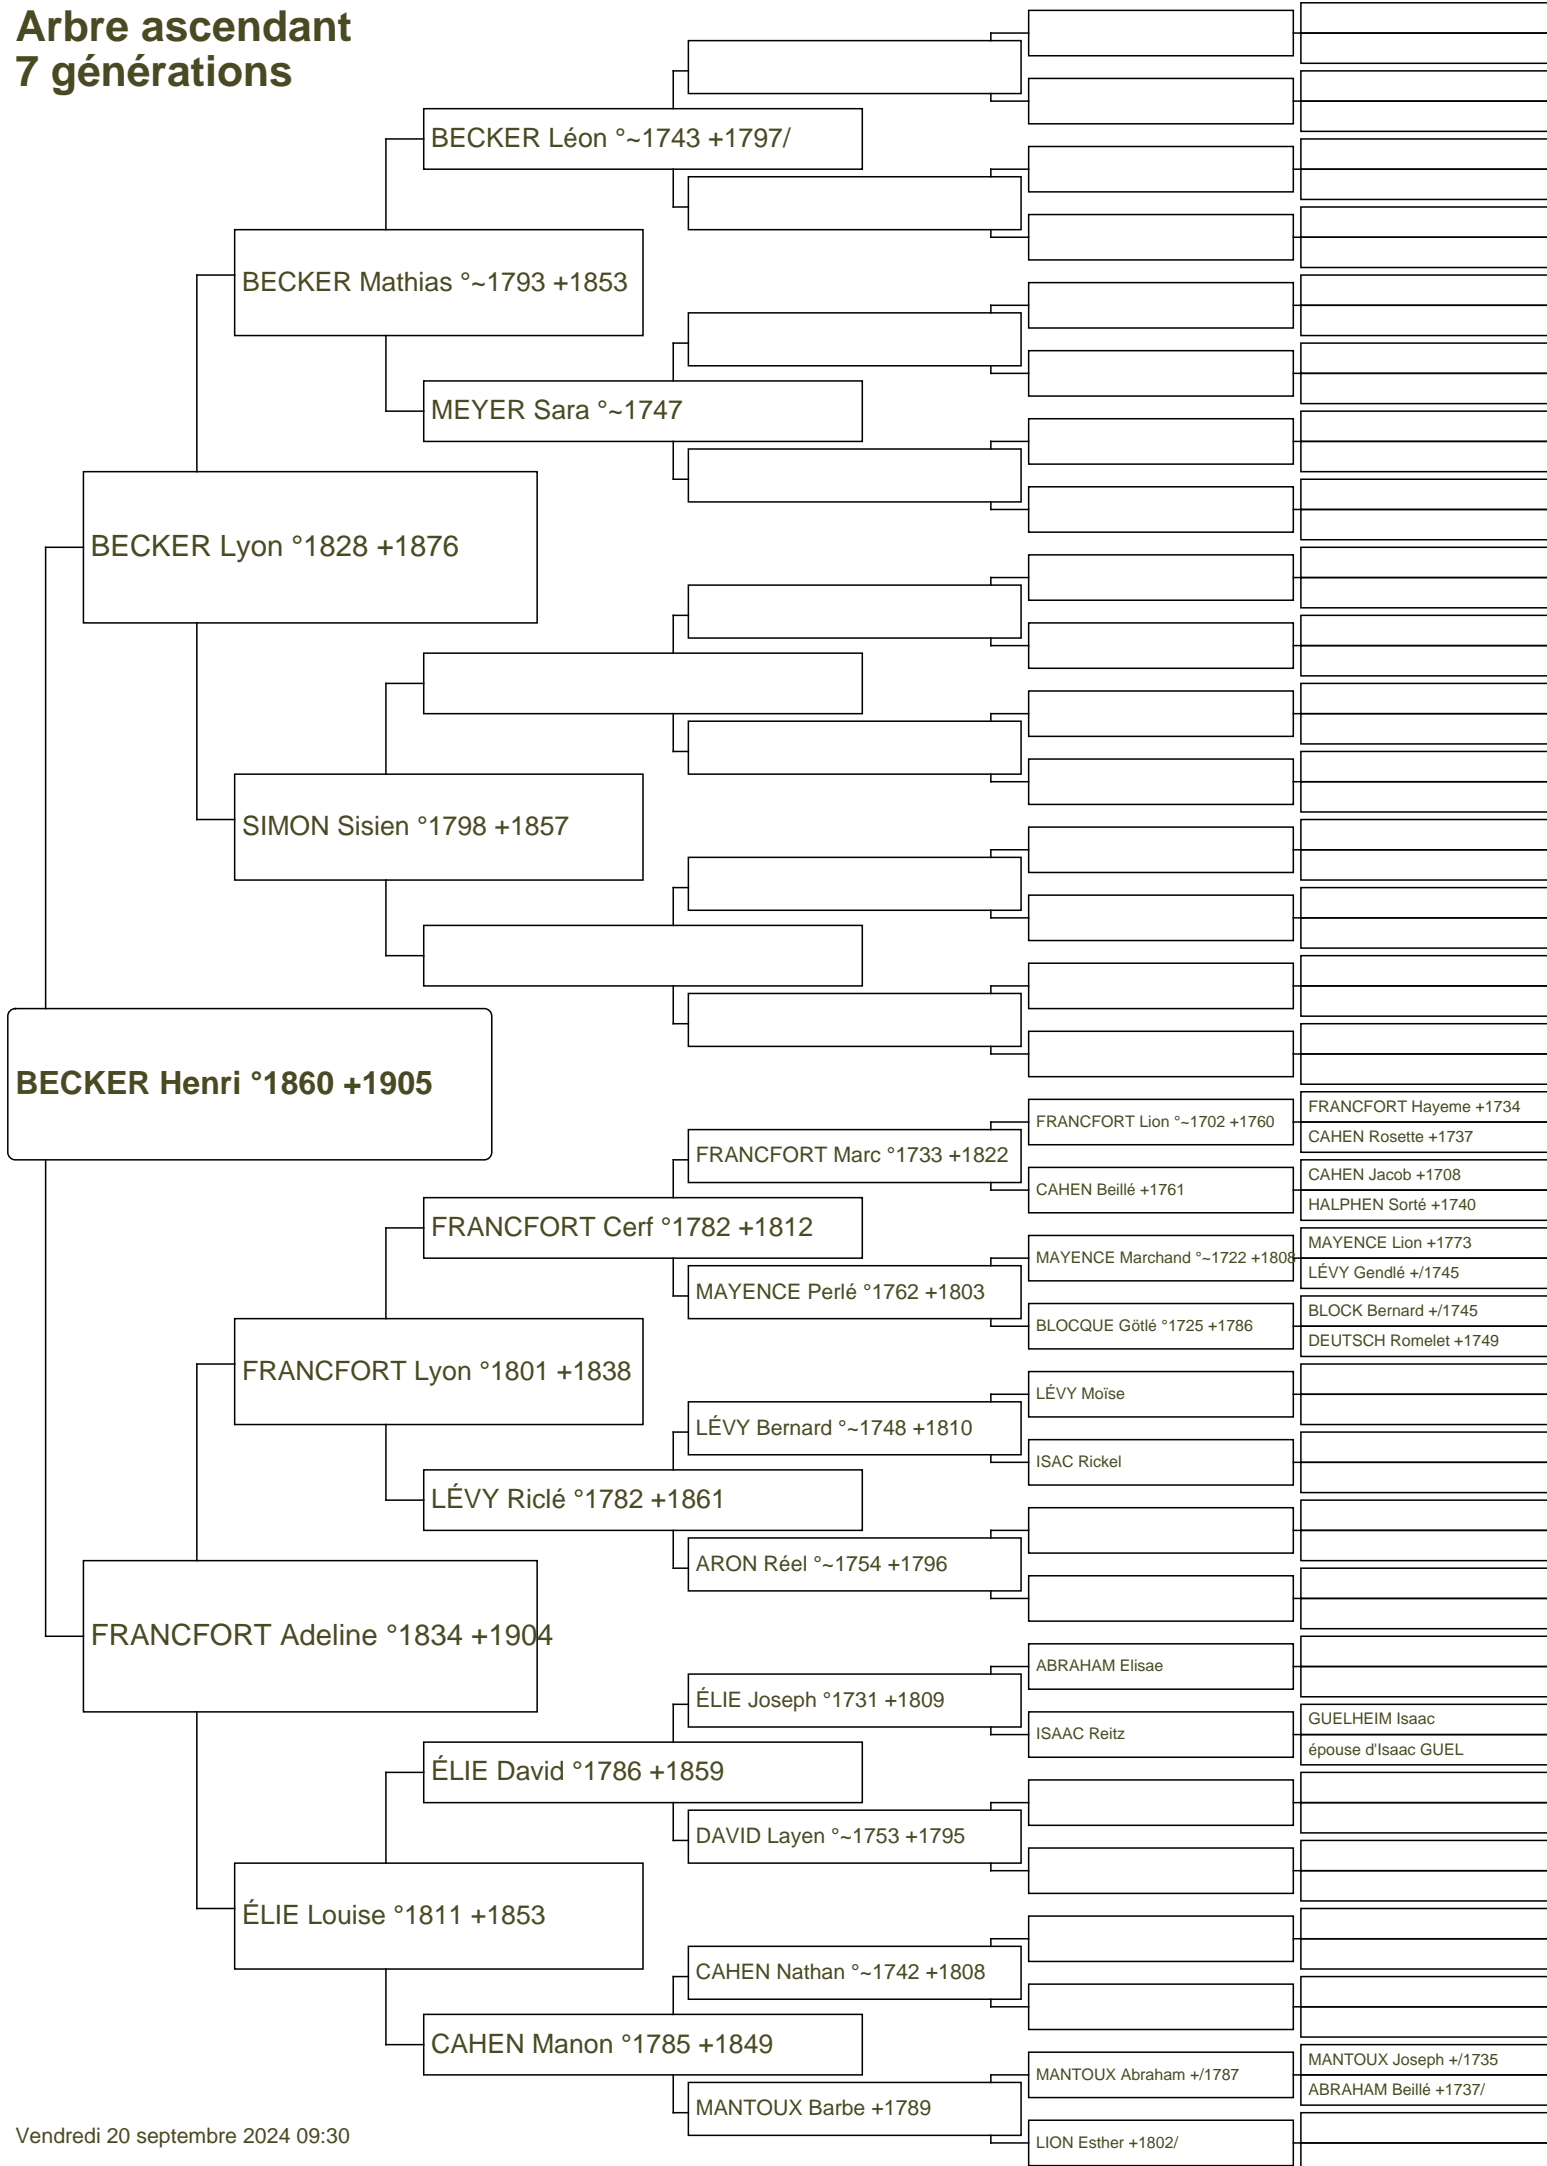 Arbre ascendant
7 générations
BECKER Léon °~1743 +1797/
BECKER Mathias °~1793 +1853
MEYER Sara °~1747
BECKER Lyon °1828 +1876
SIMON Sisien °1798 +1857
BECKER Henri °1860 +1905
FRANCFORT Hayeme +1734
FRANCFORT Lion °~1702 +1760
CAHEN Rosette +1737
FRANCFORT Marc °1733 +1822
CAHEN Jacob +1708
CAHEN Beillé +1761
HALPHEN Sorté +1740
FRANCFORT Cerf °1782 +1812
MAYENCE Lion +1773
MAYENCE Marchand °~1722 +1808
LÉVY Gendlé +/1745
MAYENCE Perlé °1762 +1803
BLOCK Bernard +/1745
BLOCQUE Götlé °1725 +1786
DEUTSCH Romelet +1749
FRANCFORT Lyon °1801 +1838
LÉVY Moïse
LÉVY Bernard °~1748 +1810
ISAC Rickel
LÉVY Riclé °1782 +1861
ARON Réel °~1754 +1796
FRANCFORT Adeline °1834 +1904
ABRAHAM Elisae
ÉLIE Joseph °1731 +1809
GUELHEIM Isaac
ISAAC Reitz
épouse d'Isaac GUEL
ÉLIE David °1786 +1859
DAVID Layen °~1753 +1795
ÉLIE Louise °1811 +1853
CAHEN Nathan °~1742 +1808
CAHEN Manon °1785 +1849
MANTOUX Joseph +/1735
MANTOUX Abraham +/1787
ABRAHAM Beillé +1737/
MANTOUX Barbe +1789
LION Esther +1802/
Vendredi 20 septembre 2024 09:30